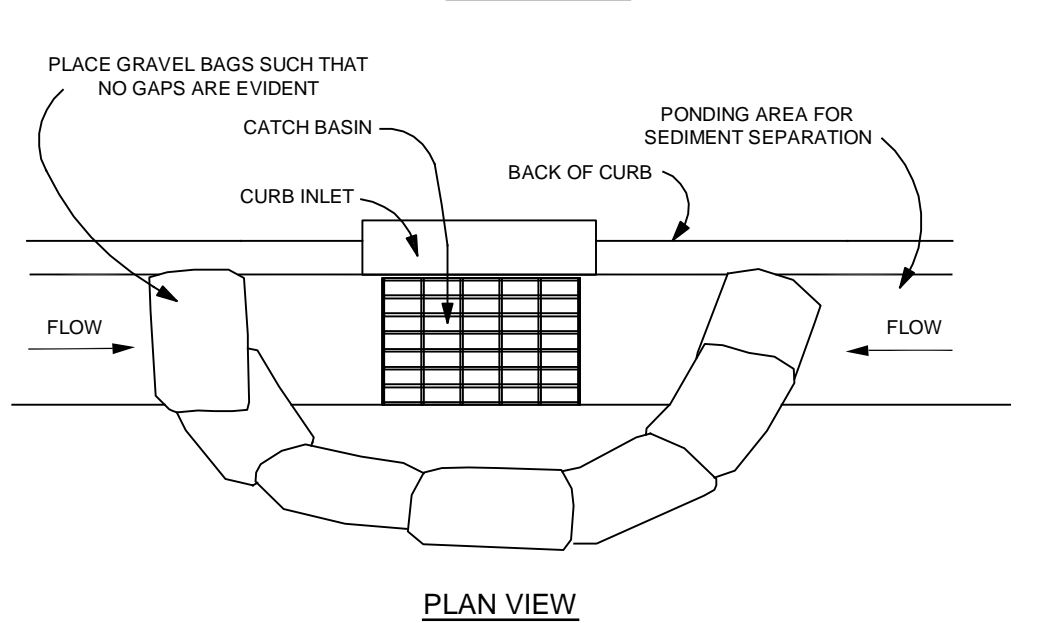 PLACE GRAVEL BAGS SUCH THAT
NO GAPS ARE EVIDENT
CATCH BASIN
CURB INLET
BACK OF CURB
PONDING AREA FOR
SEDIMENT SEPARATION
FLOW
FLOW
PLAN VIEW